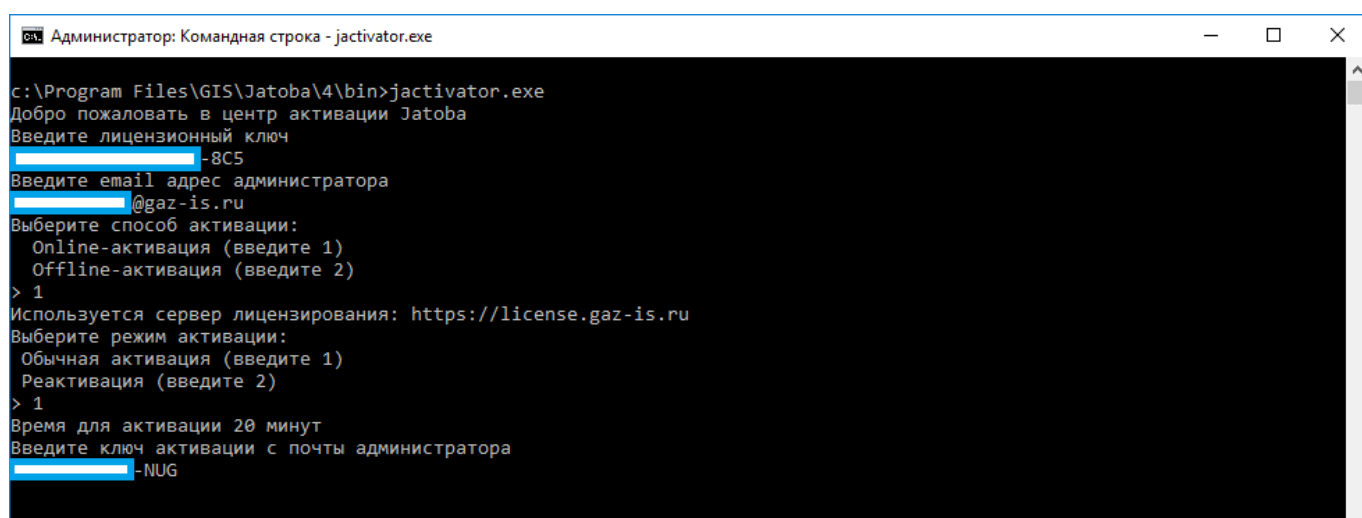 Администратор: Командная строка - jactivator.exe
c:\Program Files\GIS\Jatoba\4\bin>jactivator.exe
Добро пожаловать в центр активации Jatoba
Введите лицензионный ключ
-8C5
Введите email адрес администратора
@gaz-is.ru
Выберите способ активации:
Online-активация (введите 1)
Offline-активация (введите 2)
> 1
Используется сервер лицензирования: https://license.gaz-is.ru
Выберите режим активации:
Обычная активация (введите 1)
Реактивация (введите 2)
> 1
Время для активации 20 минут
Введите ключ активации с почты администратора
-NUG